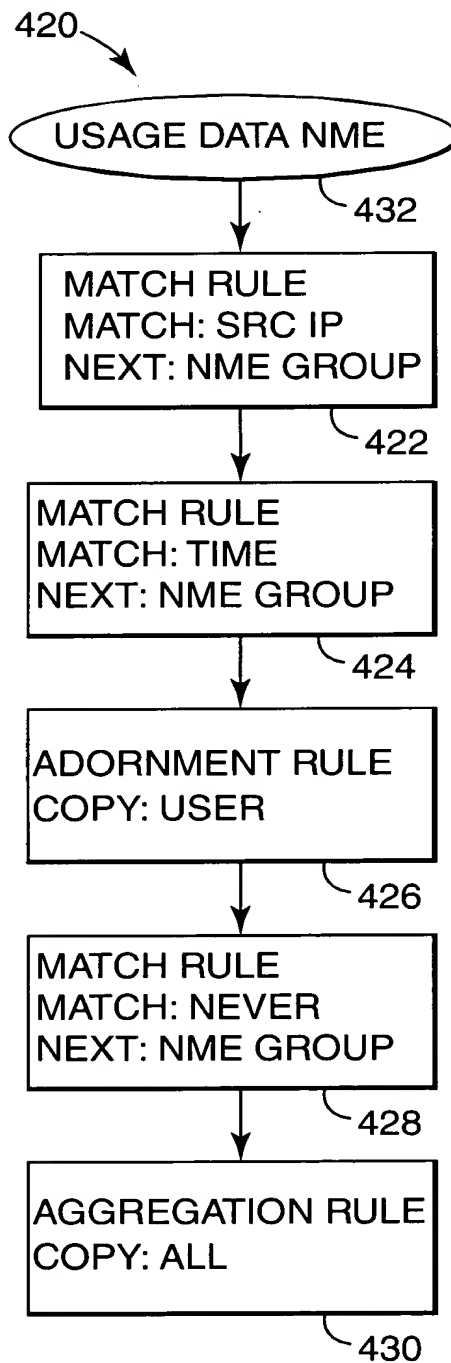 420
USAGE DATA NME
432
MATCH RULE
MATCH: SRC IP
NEXT: NME GROUP
422
MATCH RULE
MATCH: TIME
NEXT: NME GROUP
424
ADORNMENT RULE
COPY: USER
426
MATCH RULE
MATCH: NEVER
NEXT: NME GROUP
428
AGGREGATION RULE
COPY: ALL
430